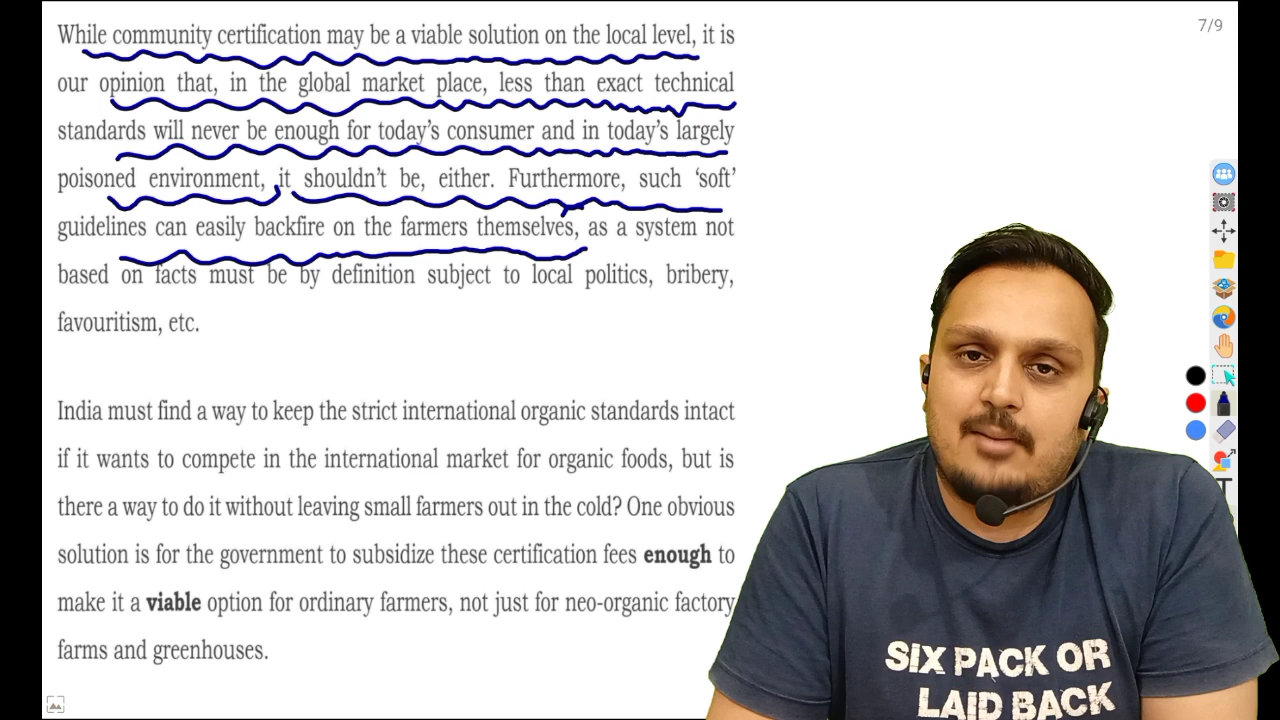 7/9
While community certification may be a viable solution on the local level, it is
our opinion that, in the global market place, less than exact technical
standards will never be enough for today's consumer and in today's largely
poisoned environment, it shouldn't be, either. Furthermore, such ‘soft’
guidelines can easily backfire on the farmers themselves, as a system not
based on facts must be by definition subject to local politics, bribery,
favouritism, etc.
India must find a way to keep the strict international organic standards intact
if it wants to compete in the international market for organic foods, but is
there a way to do it without leaving small farmers out in the cold? One obvious
solution is for the government to subsidize these certification fees enough to
make it a viable option for ordinary farmers, not just for neo-organic factory
farms and greenhouses.
SIX PACK OR
LAID BACK